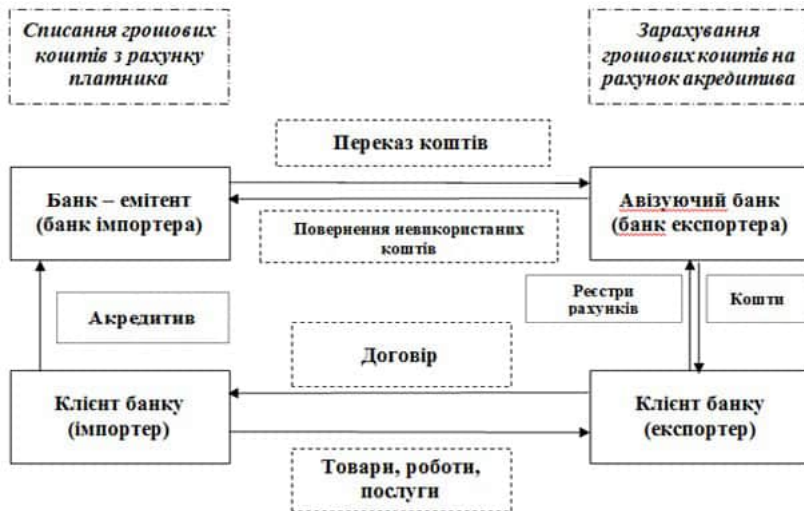 Списання грошових
коштів з рахунку
платника
Зарахування
грошових коштів на
рахунок акредитива
Переказ коштів
Банк – емітент
(банк імпортера)
Авізуючий банк
(банк експортера)
Повернення невикористаних
коштів
Акредитив
Реєстри
рахунків
Кошти
Договір
Клієнт банку
(імпортер)
Клієнт банку
(експортер)
Товари, роботи,
послуги